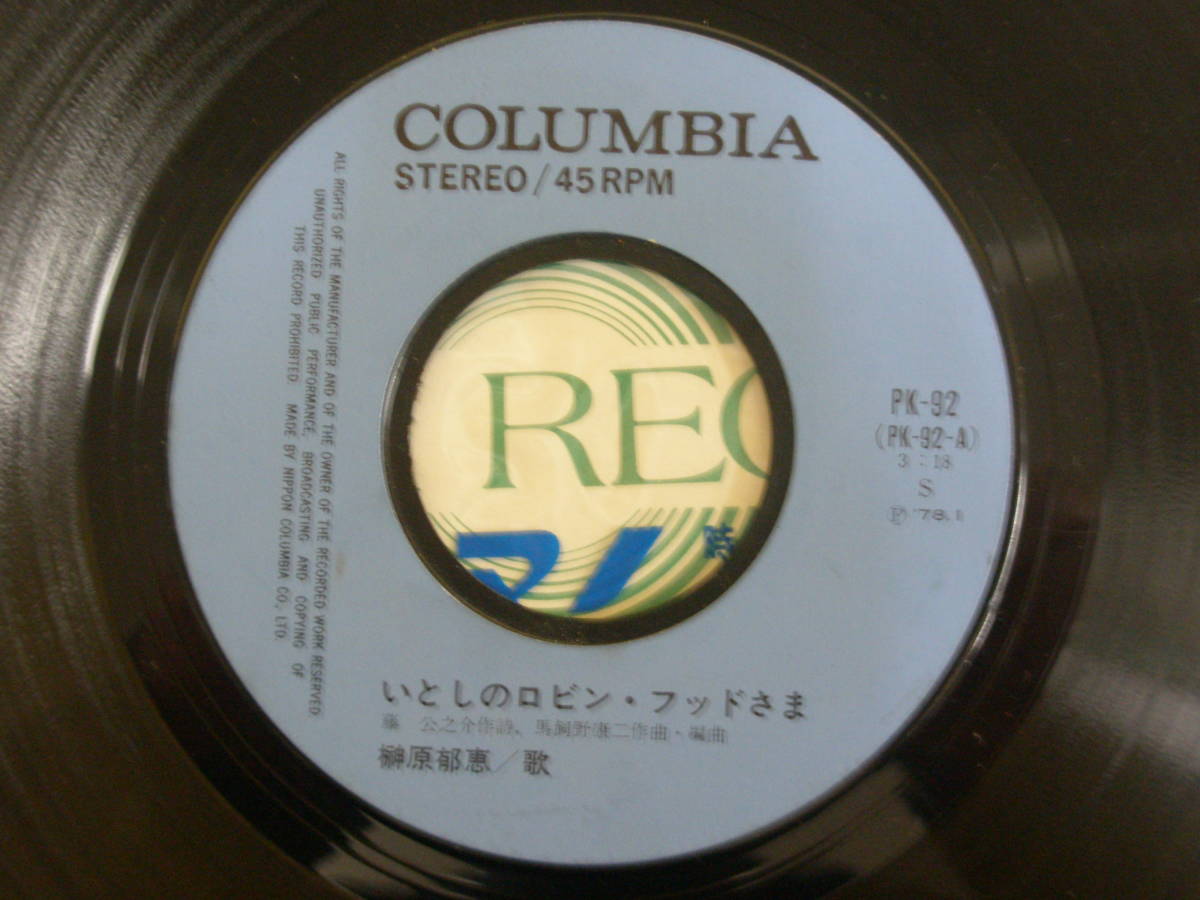 COLUMBIA
STEREO/45RPM
ALL RIGHTS OF THE MANUFACTURER AND OF THE OWNER OF THE RECORDED WORK RESERVED
UNAUTHORIZED PUBLIC PERFORMANCE, BROADCASTING AND COPYING OF
THIS RECORD PROHIBITED. MADE BY NIPPON COLUMBIA CO., LTD.
REC
PK-92
(PK-92-A)
3:18
S
Ⓟ '78.1
いとしのロビン・フッドさま
藤 公之介作詩、馬飼野康二作曲・編曲
榊原郁恵/歌